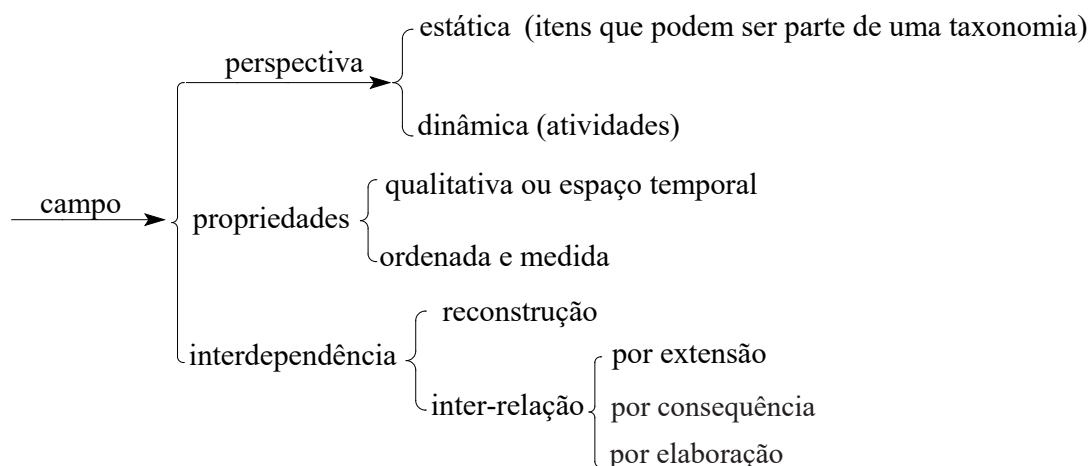 estática (itens que podem ser parte de uma taxonomia)
perspectiva
dinâmica (atividades)
qualitativa ou espaço temporal
campo
propriedades
ordenada e medida
reconstrução
interdependência
por extensão
inter-relação
por consequência
por elaboração